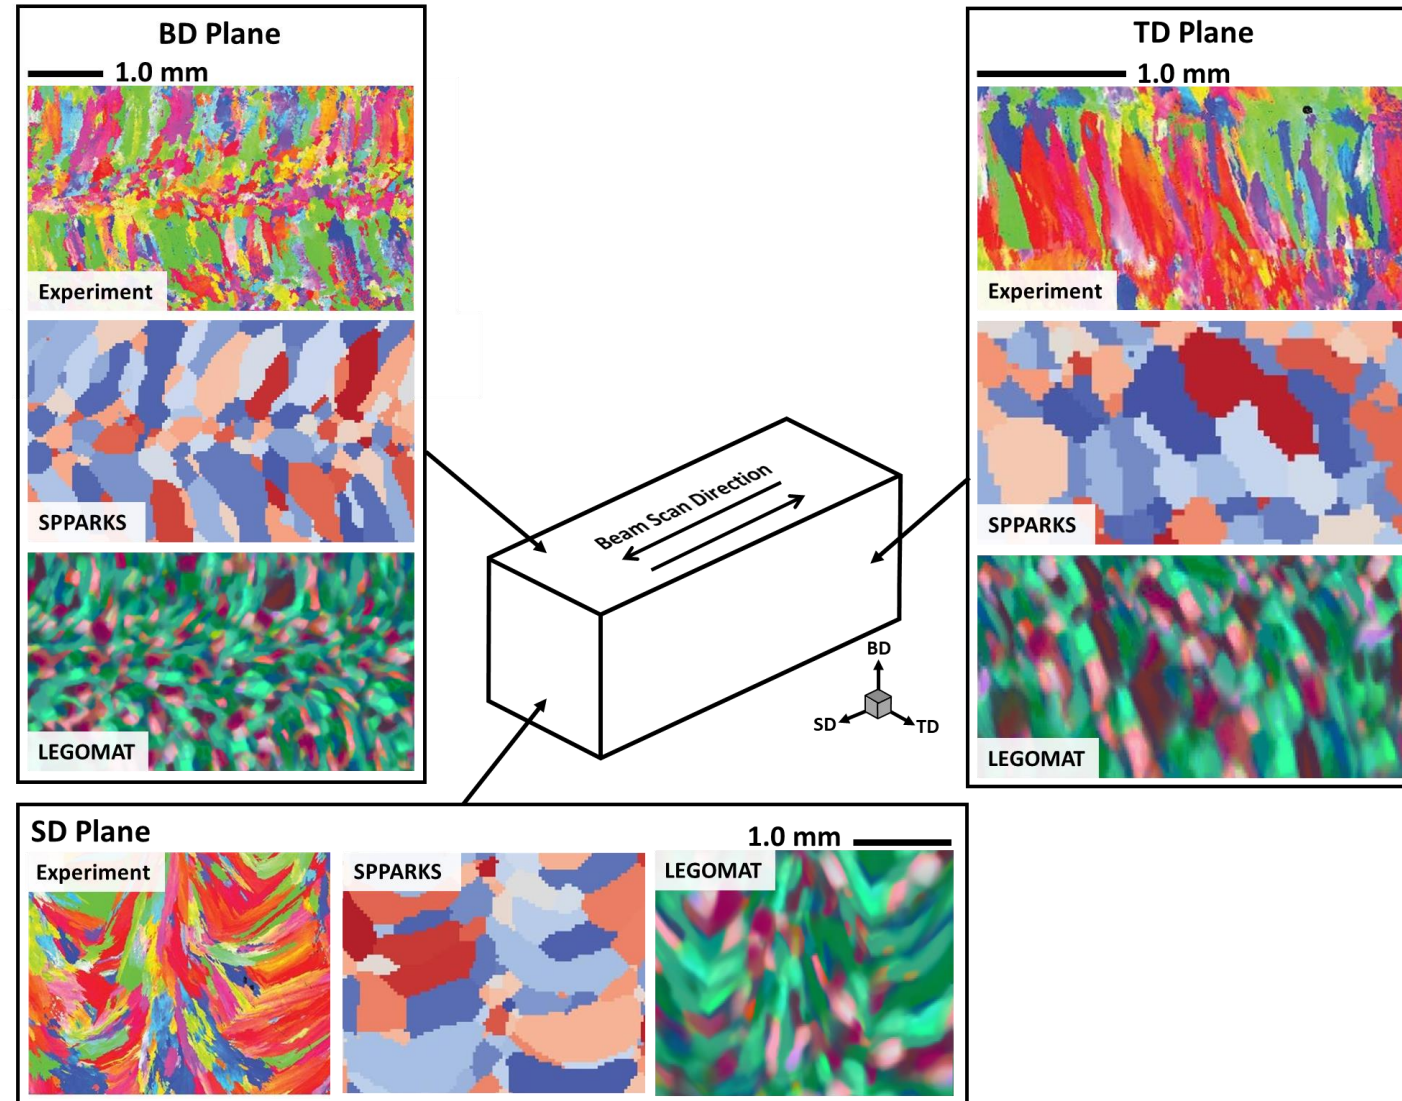 BD Plane
1.0 mm
Experiment
SPPARKS
LEGOMAT
TD Plane
1.0 mm
Experiment
SPPARKS
LEGOMAT
Beam Scan Direction
BD
SD
TD
SD Plane
1.0 mm
Experiment
SPPARKS
LEGOMAT